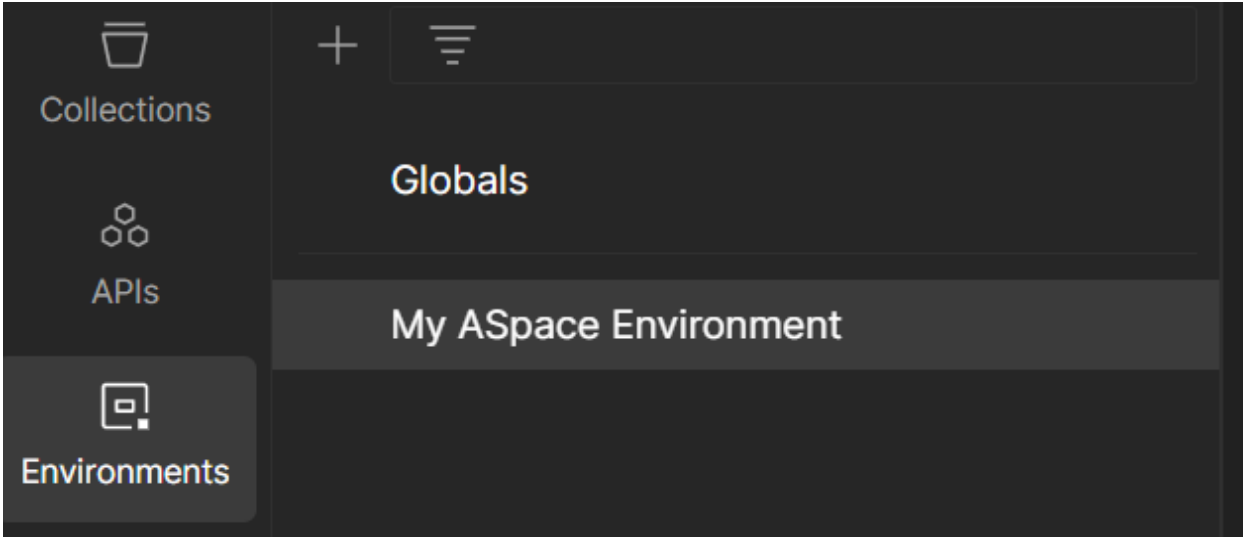 Collections
APIs
Environments
Globals
My ASpace Environment